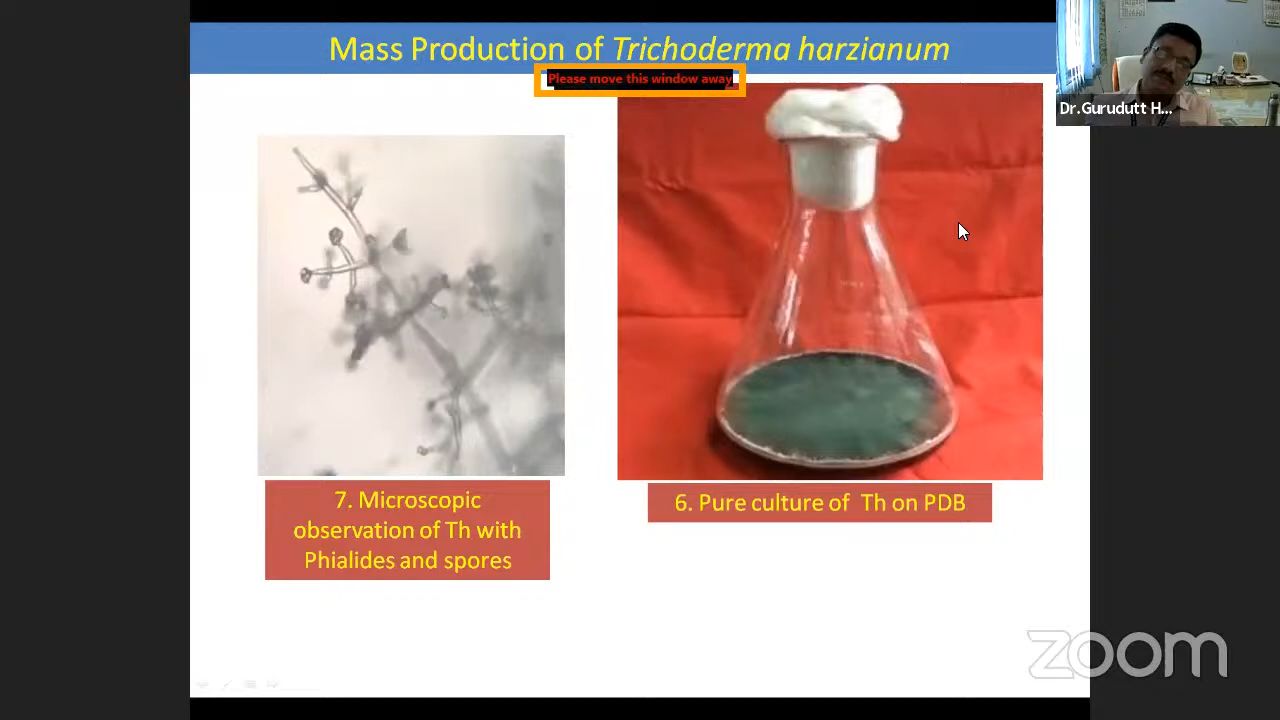 Mass Production of Trichoderma harzianum
Please move this window away
Dr.Gurudutt H...
7. Microscopic
observation of Th with
Phialides and spores
6. Pure culture of Th on PDB
zoom